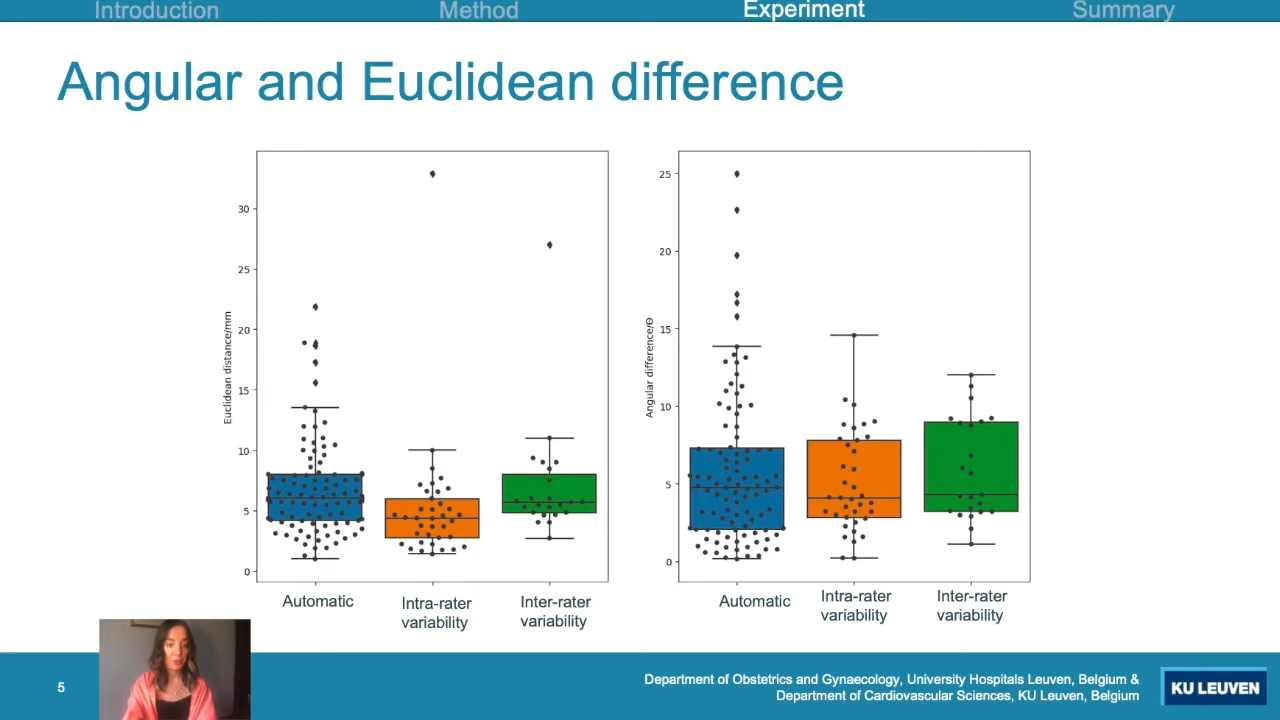 Introduction Method Experiment Summary
Angular and Euclidean difference
Euclidean distance/mm
30
25
20
15
10
5
0
Automatic
Intra-rater
variability
Inter-rater
variability
Angular difference/Θ
25
20
15
10
5
0
Automatic
Intra-rater
variability
Inter-rater
variability
5
Department of Obstetrics and Gynaecology, University Hospitals Leuven, Belgium &
Department of Cardiovascular Sciences, KU Leuven, Belgium
KU LEUVEN